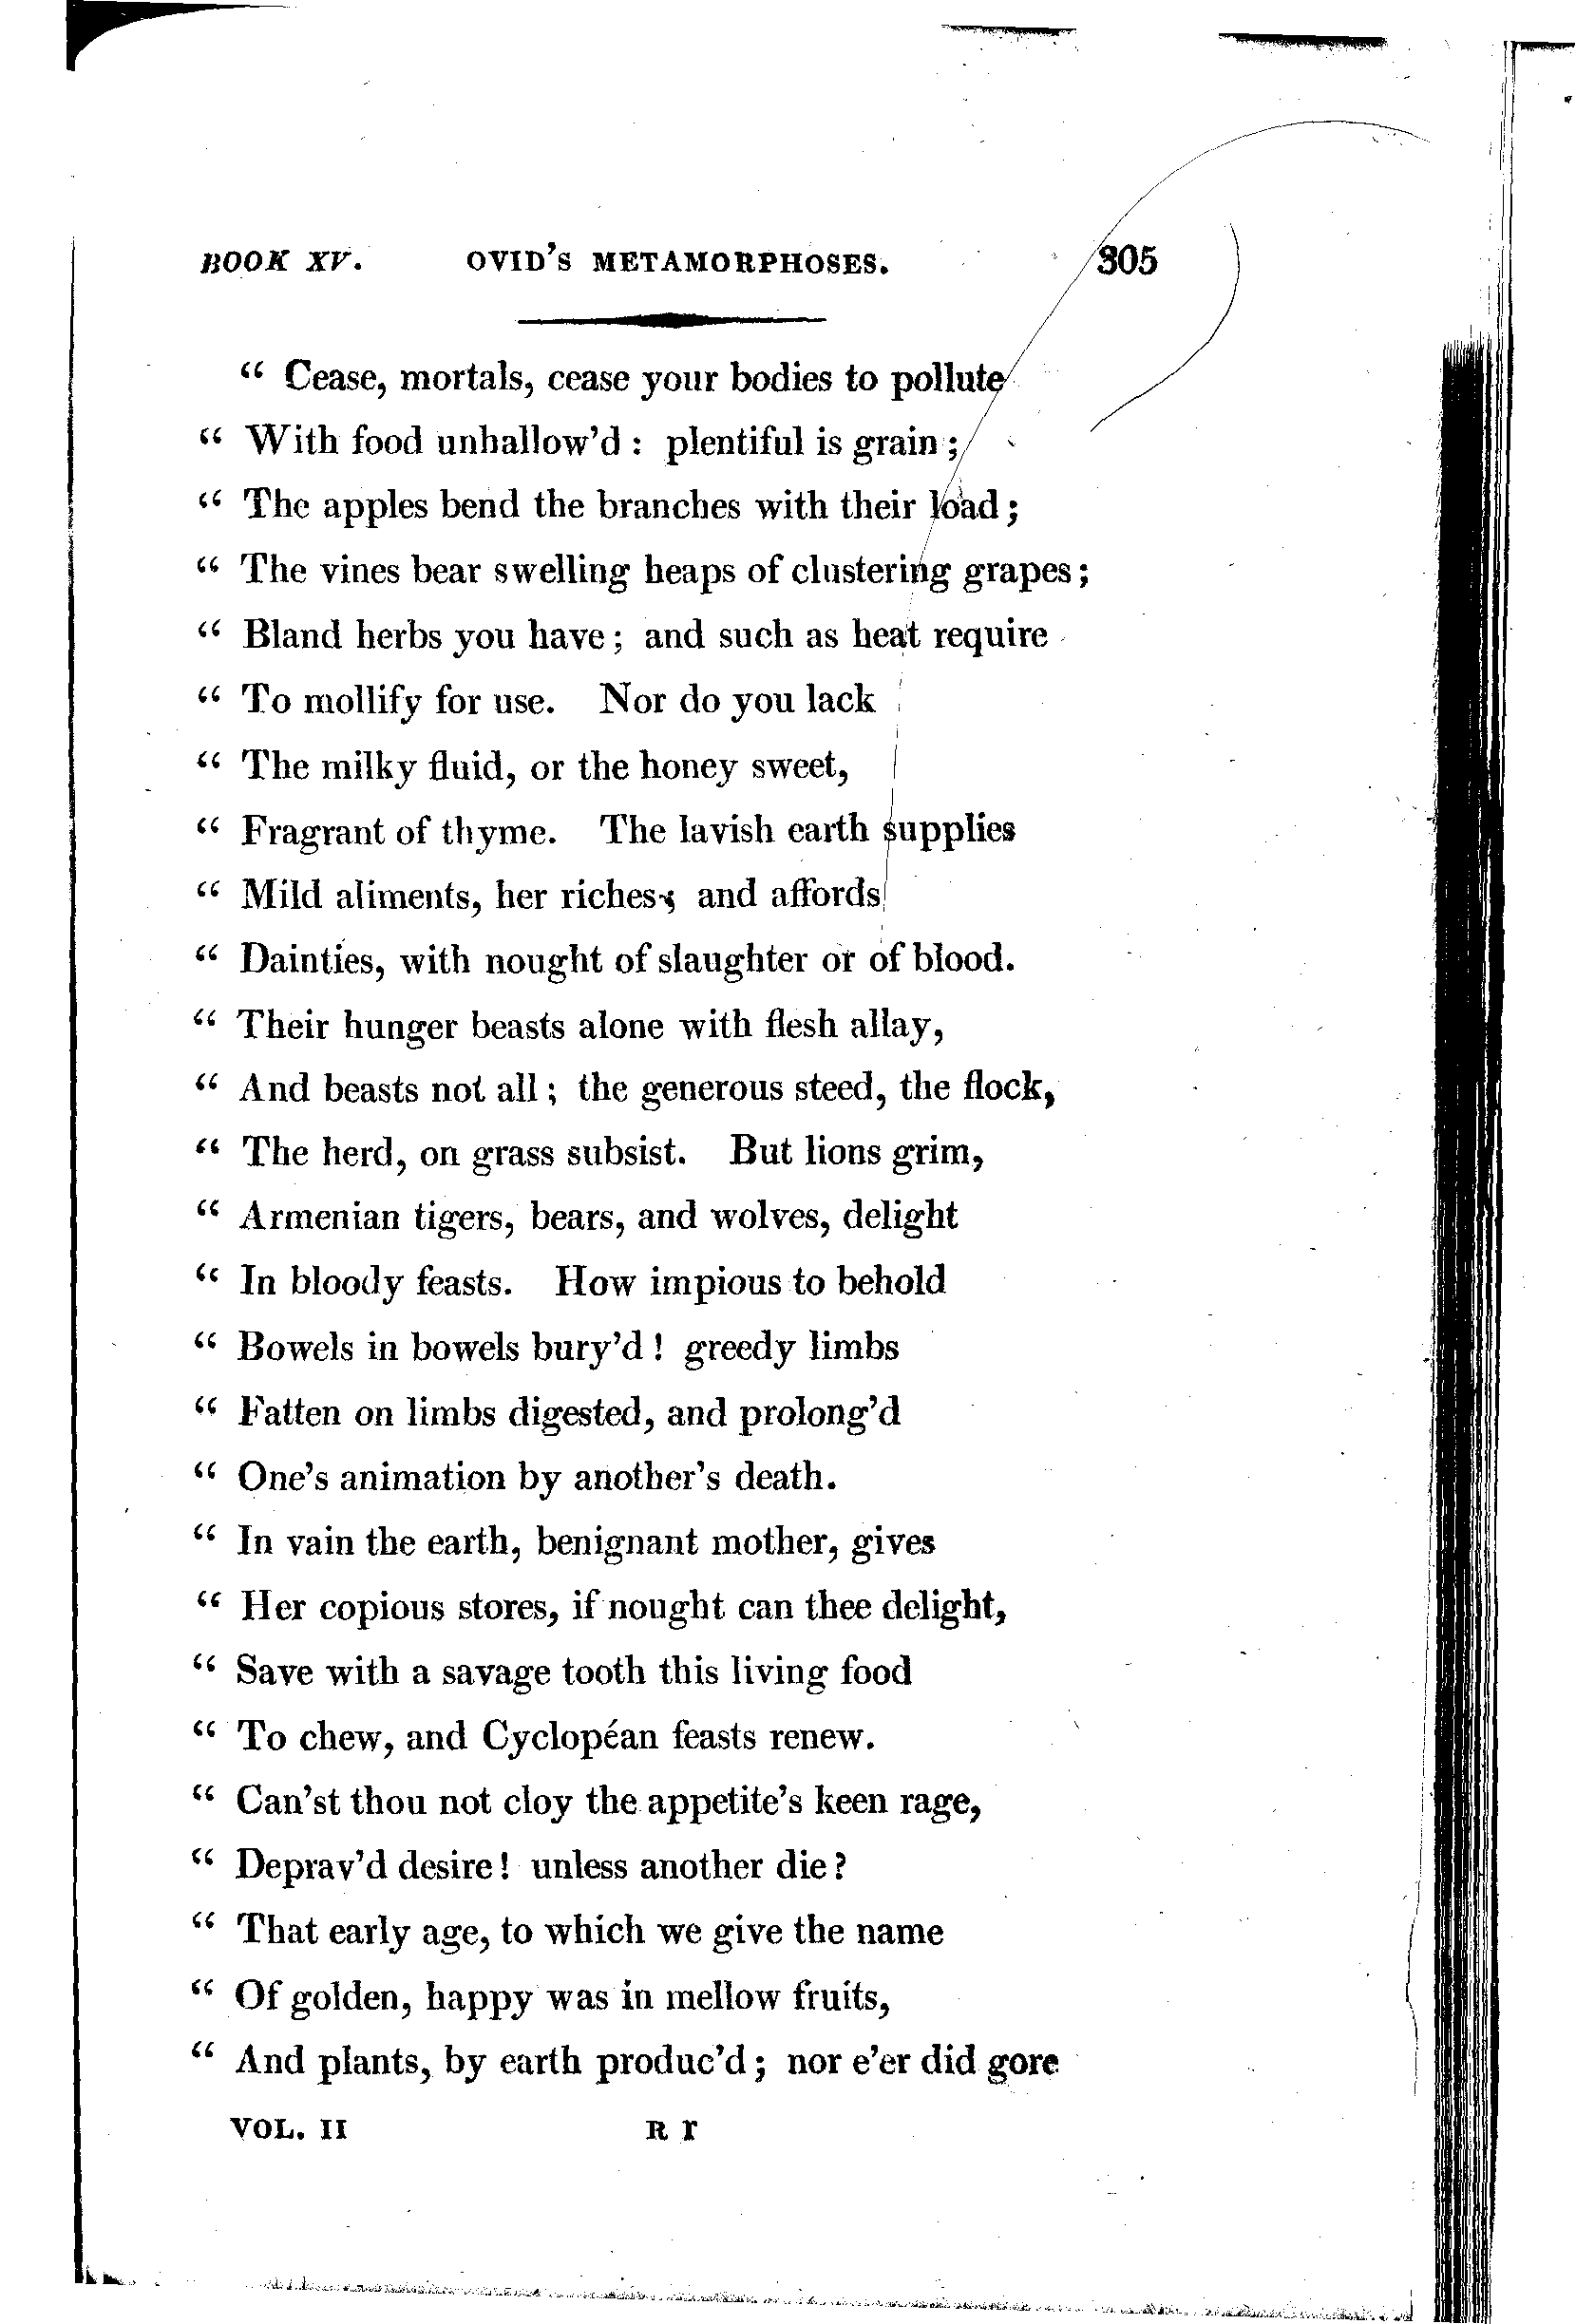 BOOK XV. OVID'S METAMORPHOSES. 305
“ Cease, mortals, cease your bodies to pollute
“ With food unhallow'd : plentiful is grain ;
“ The apples bend the branches with their load ;
“ The vines bear swelling heaps of clustering grapes ;
“ Bland herbs you have ; and such as heat require
“ To mollify for use. Nor do you lack
“ The milky fluid, or the honey sweet,
“ Fragrant of thyme. The lavish earth supplies
“ Mild aliments, her riches ; and affords
“ Dainties, with nought of slaughter or of blood.
“ Their hunger beasts alone with flesh allay,
“ And beasts not all ; the generous steed, the flock,
“ The herd, on grass subsist. But lions grim,
“ Armenian tigers, bears, and wolves, delight
“ In bloody feasts. How impious to behold
“ Bowels in bowels bury'd ! greedy limbs
“ Fatten on limbs digested, and prolong'd
“ One's animation by another's death.
“ In vain the earth, benignant mother, gives
“ Her copious stores, if nought can thee delight,
“ Save with a savage tooth this living food
“ To chew, and Cyclopéan feasts renew.
“ Can'st thou not cloy the appetite's keen rage,
“ Deprav'd desire ! unless another die ?
“ That early age, to which we give the name
“ Of golden, happy was in mellow fruits,
“ And plants, by earth produc'd ; nor e'er did gore
VOL. II R r